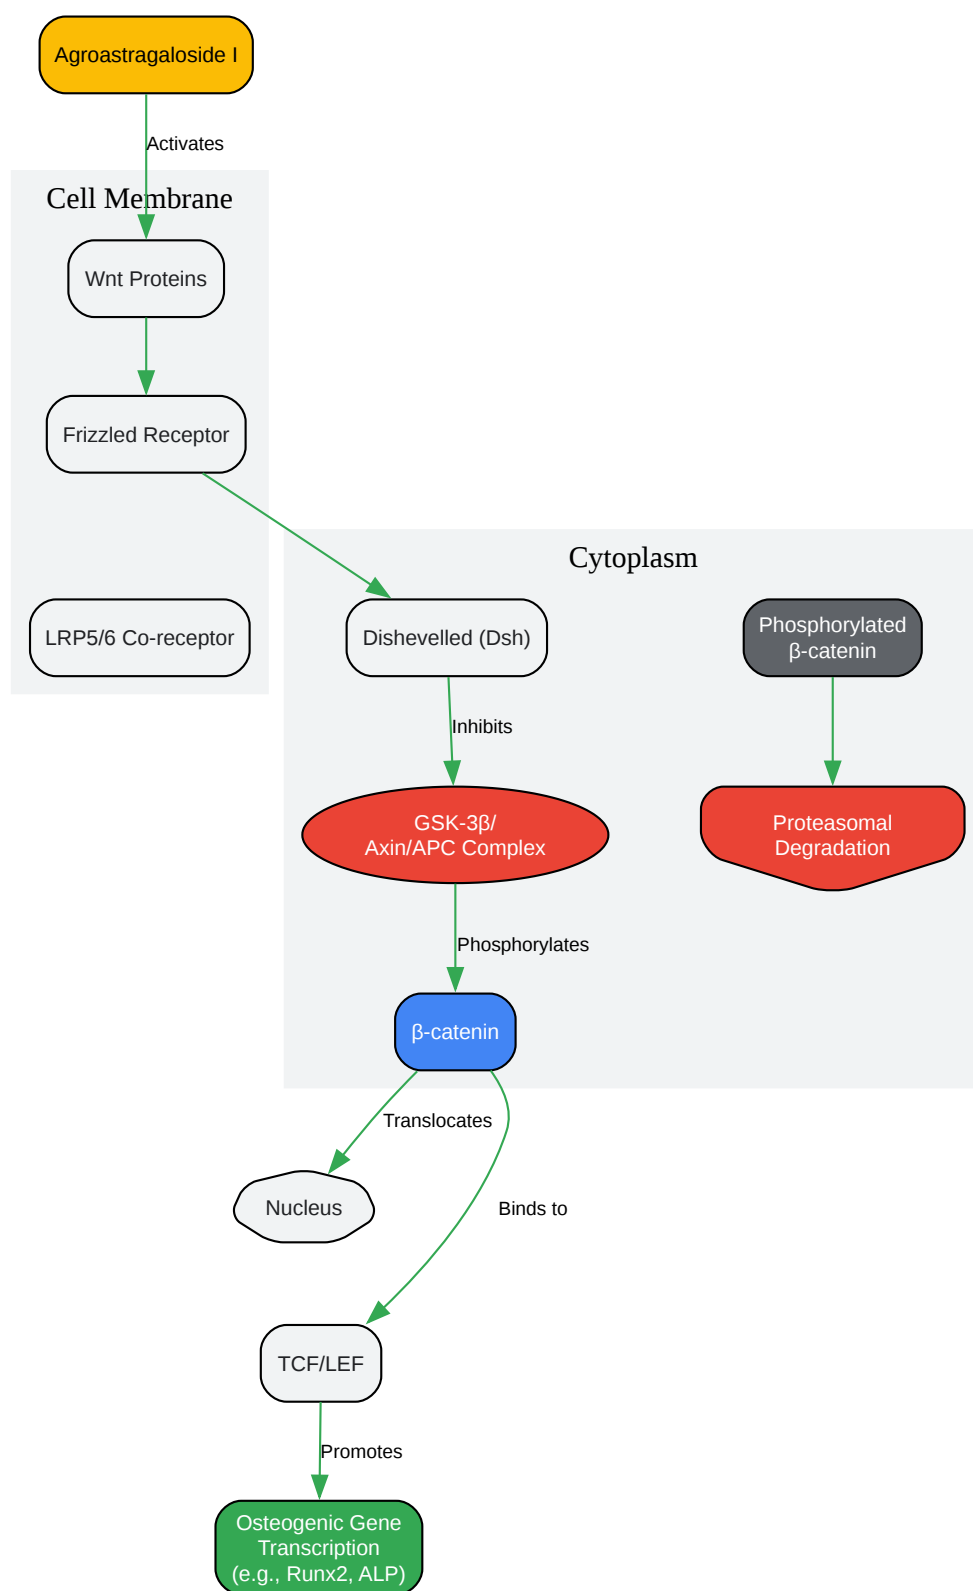 Agroastragaloside I
Activates
Cell Membrane
Wnt Proteins
Frizzled Receptor
Cytoplasm
LRP5/6 Co-receptor
Dishevelled (Dsh)
Phosphorylated
β-catenin
Inhibits
GSK-3β/
Axin/APC Complex
Proteasomal
Degradation
Phosphorylates
β-catenin
Translocates
Nucleus
Binds to
TCF/LEF
Promotes
Osteogenic Gene
Transcription
(e.g., Runx2, ALP)